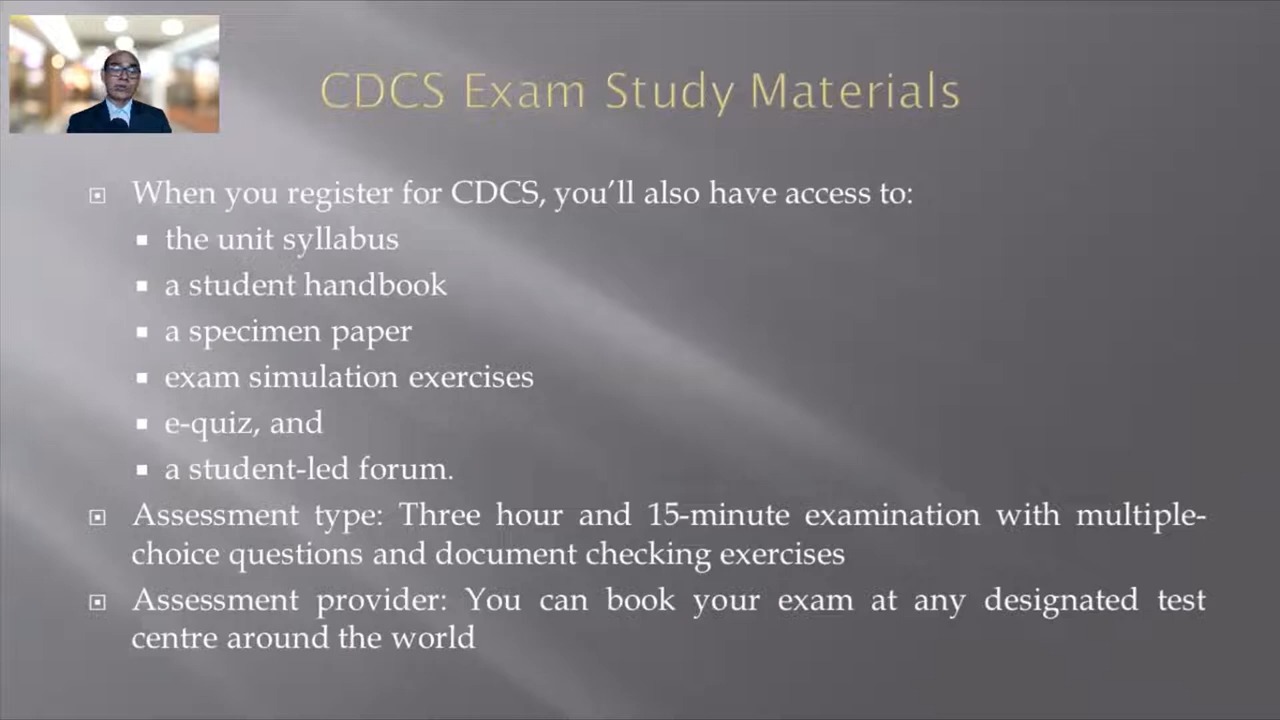 CDCS Exam Study Materials
When you register for CDCS, you'll also have access to:
the unit syllabus
a student handbook
a specimen paper
exam simulation exercises
e-quiz, and
a student-led forum.
Assessment type: Three hour and 15-minute examination with multiple-
choice questions and document checking exercises
Assessment provider: You can book your exam at any designated test
centre around the world